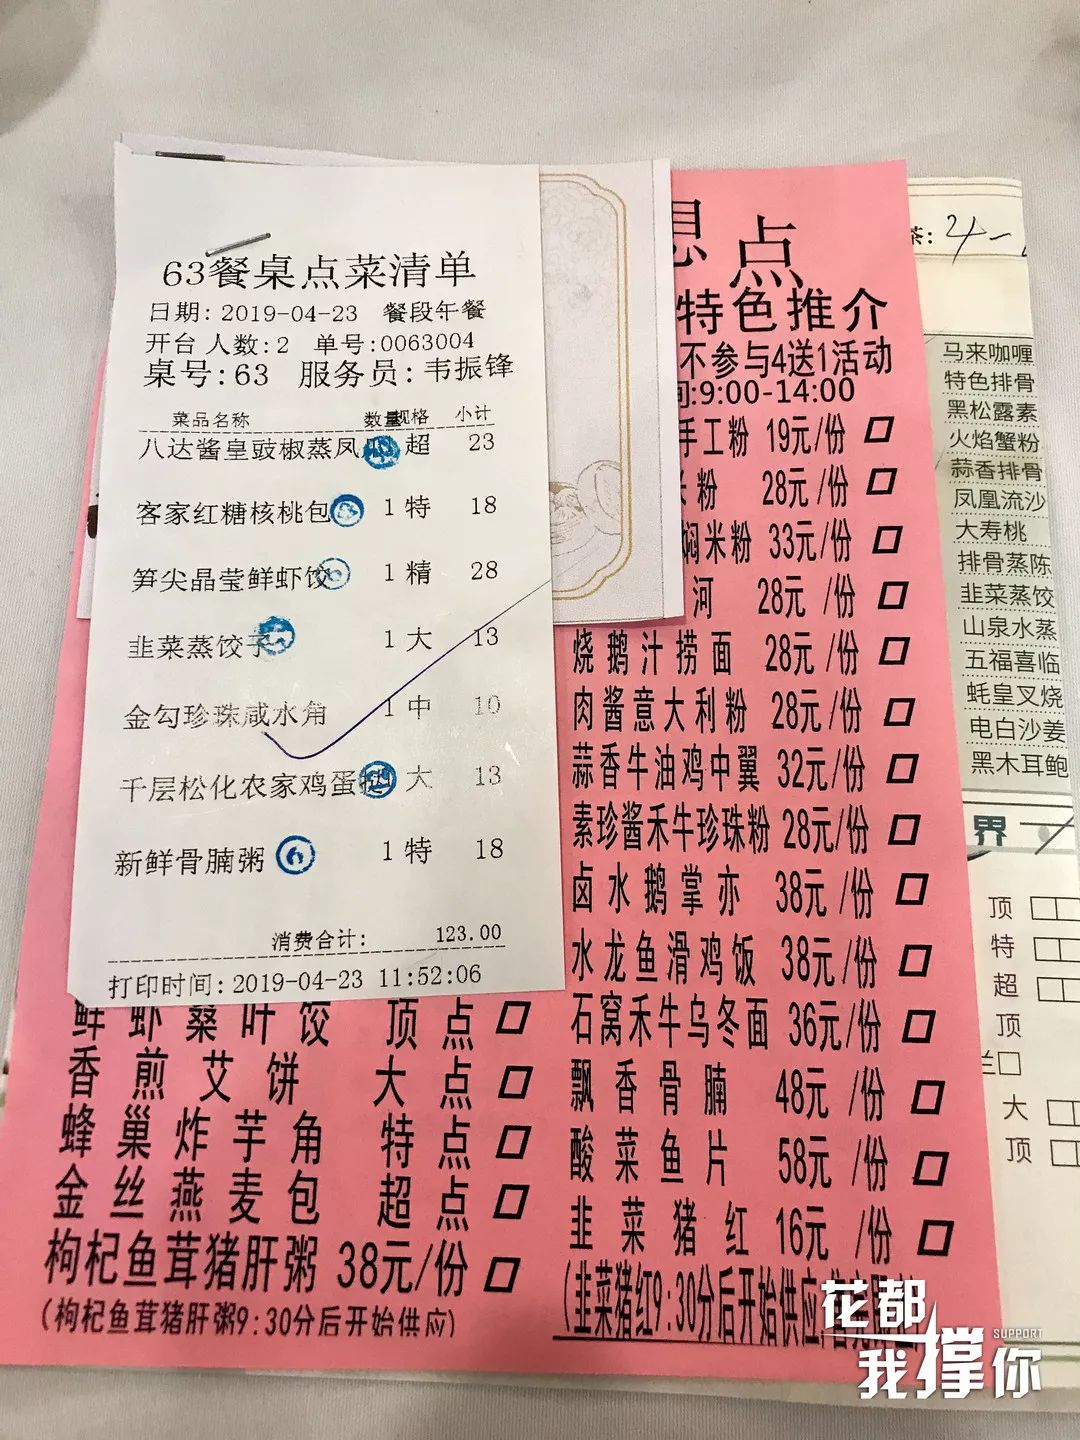 63餐桌点菜清单
日期: 2019-04-23 餐段午餐
开台人数:2 单号:0063004
桌号:63 服务员:韦振锋
菜品名称 数量规格 小计
八达酱皇豉椒蒸凤 超 23
客家红糖核桃包 1 特 18
笋尖晶莹鲜虾饺 1 精 28
韭菜蒸饺子 1 大 13
金勾珍珠咸水角 1 中 10
千层松化农家鸡蛋挞 大 13
新鲜骨腩粥 6 1 特 18
消费合计: 123.00
打印时间:2019-04-23 11:52:06
鲜虾桑叶饺 顶点
香煎艾饼 大点
蜂巢炸芋角 特点
金丝燕麦包 超点
枸杞鱼茸猪肝粥 38元/份
(枸杞鱼茸猪肝粥9:30分后开始供应)
点
特色推介
不参与4送1活动
间:9:00-14:00
手工粉 19元/份
米粉 28元/份
焖米粉 33元/份
河 28元/份
烧鹅汁捞面 28元/份
肉酱意大利粉 28元/份
蒜香牛油鸡中翼 32元/份
素珍酱禾牛珍珠粉 28元/份
卤水鹅掌亦 38元/份
水龙鱼滑鸡饭 38元/份
石窝禾牛乌冬面 36元/份
飘香骨腩 48元/份
酸菜鱼片 58元/份
韭菜猪红 16元/份
(韭菜猪红9:30分后开始供应
茶:
马来咖喱
特色排骨
黑松露素
火焰蟹粉
蒜香排骨
凤凰流沙
大寿桃
排骨蒸陈
韭菜蒸饺
山泉水蒸
五福喜临
蚝皇叉烧
电白沙姜
黑木耳鲍
界
顶
特
超
顶
兰
大
顶
花都
我撑你
SUPPORT